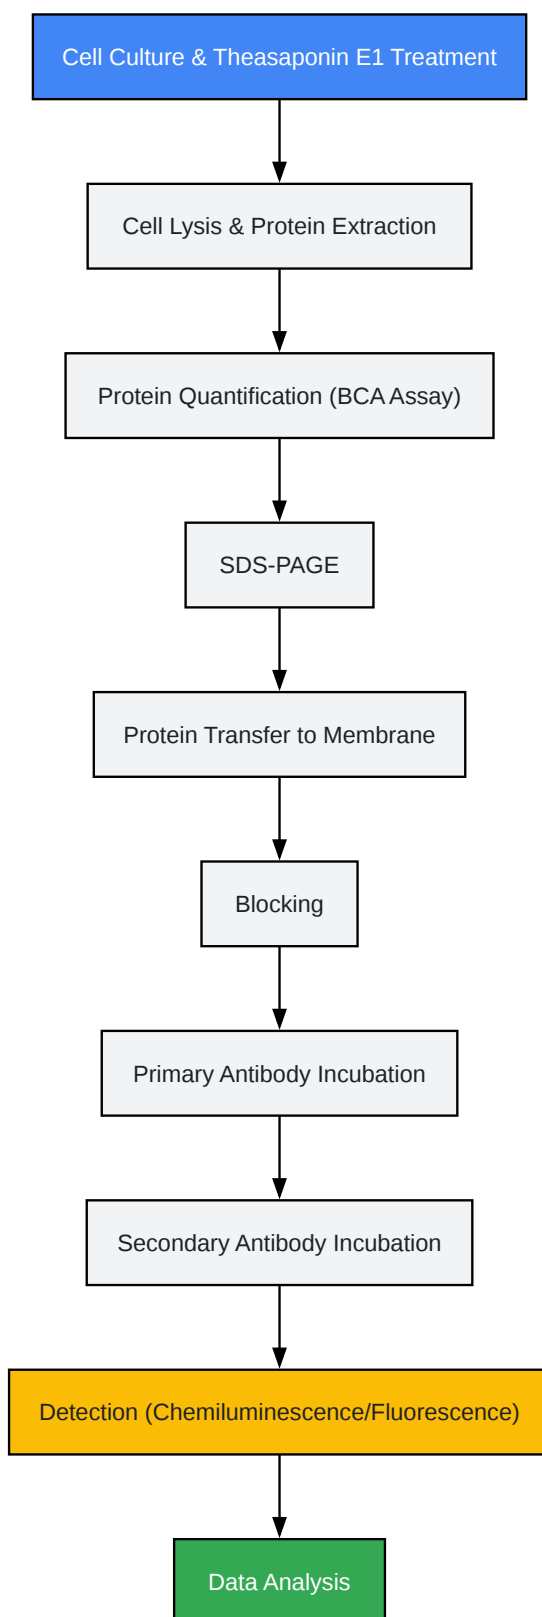 Cell Culture & Theasaponin E1 Treatment
Cell Lysis & Protein Extraction
Protein Quantification (BCA Assay)
SDS-PAGE
Protein Transfer to Membrane
Blocking
Primary Antibody Incubation
Secondary Antibody Incubation
Detection (Chemiluminescence/Fluorescence)
Data Analysis